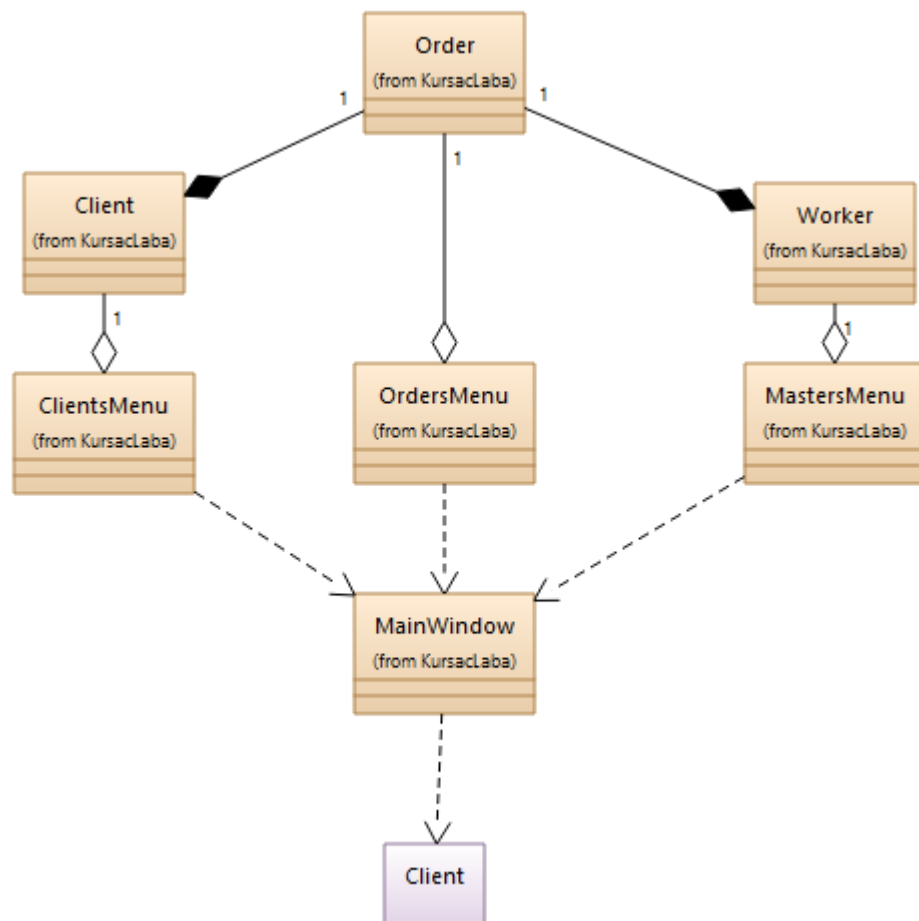 Order
(from KursacLaba)
1
1
1
Client
(from KursacLaba)
Worker
(from KursacLaba)
1
1
ClientsMenu
(from KursacLaba)
OrdersMenu
(from KursacLaba)
MastersMenu
(from KursacLaba)
MainWindow
(from KursacLaba)
Client